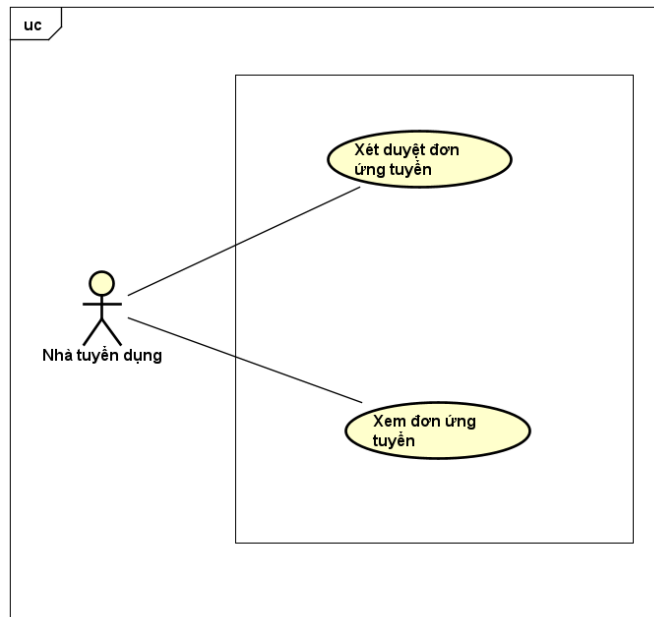 uc
Xét duyệt đơn
ứng tuyển
Nhà tuyển dụng
Xem đơn ứng
tuyển